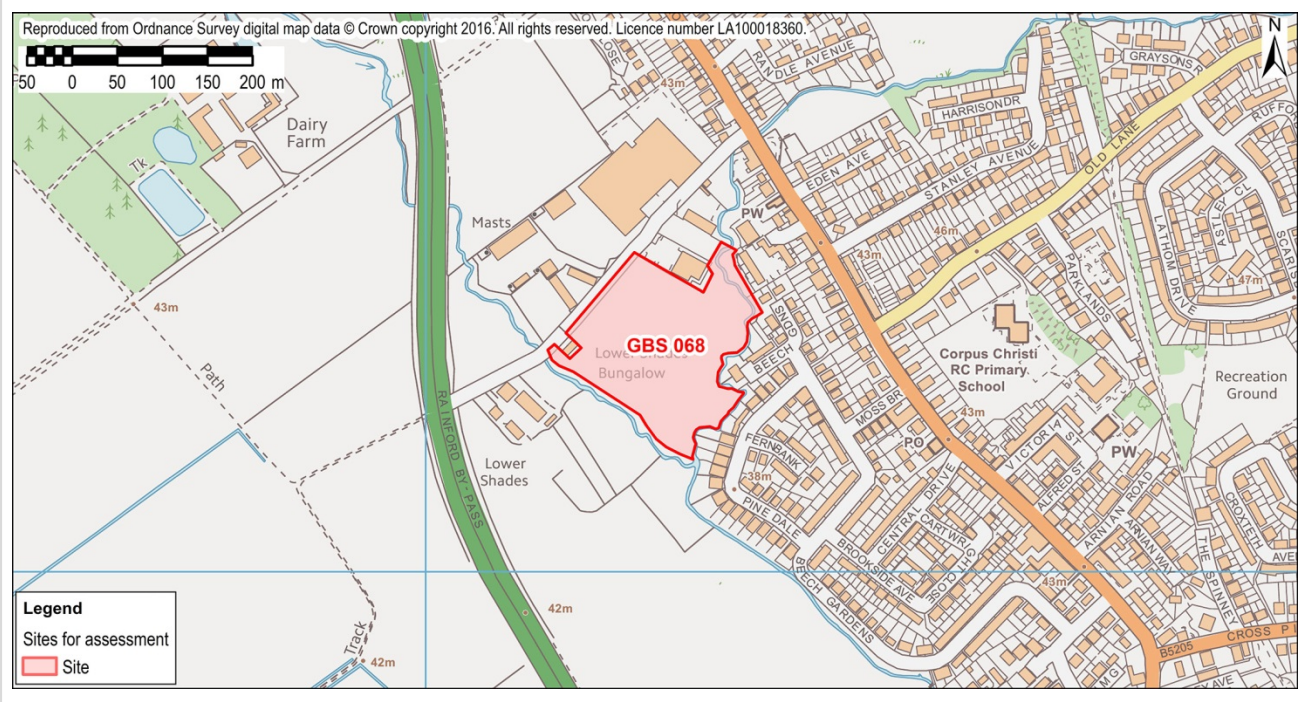 Reproduced from Ordnance Survey digital map data © Crown copyright 2016. All rights reserved. Licence number LA100018360.
N
50 0 50 100 150 200 m
GRAYSONS R
DLE AVENUE
43m
HARRISON DR
RUFFO
Dairy
Farm
OLD LANE
Tk
EDEN AVE
STANLEY AVENUE
ASTLEY CL
LATHOM DRIVE
SCARIS
PW
Masts
46m
43m
PARKLANDS
47m
43m
GBS 068
Lower Shades
Bungalow
BEECH GDNS
Corpus Christi
RC Primary
School
Recreation
Ground
Path
RAINFORD BY-PASS
MOSS BR
43m
PO
VICTORIA ST
PW
FERNBANK
ALFRED ST
Lower
Shades
38m
PINE DALE
CENTRAL DRIVE
CARTWRIGHT CLOSE
ARNIAN ROAD
ARNIAN WAY
CROXTETH
AVE
THE SPINNEY
BROOKSIDE AVE
BEECH GARDENS
43m
Legend
Sites for assessment
Site
42m
Track
42m
B5205
CROSS PI